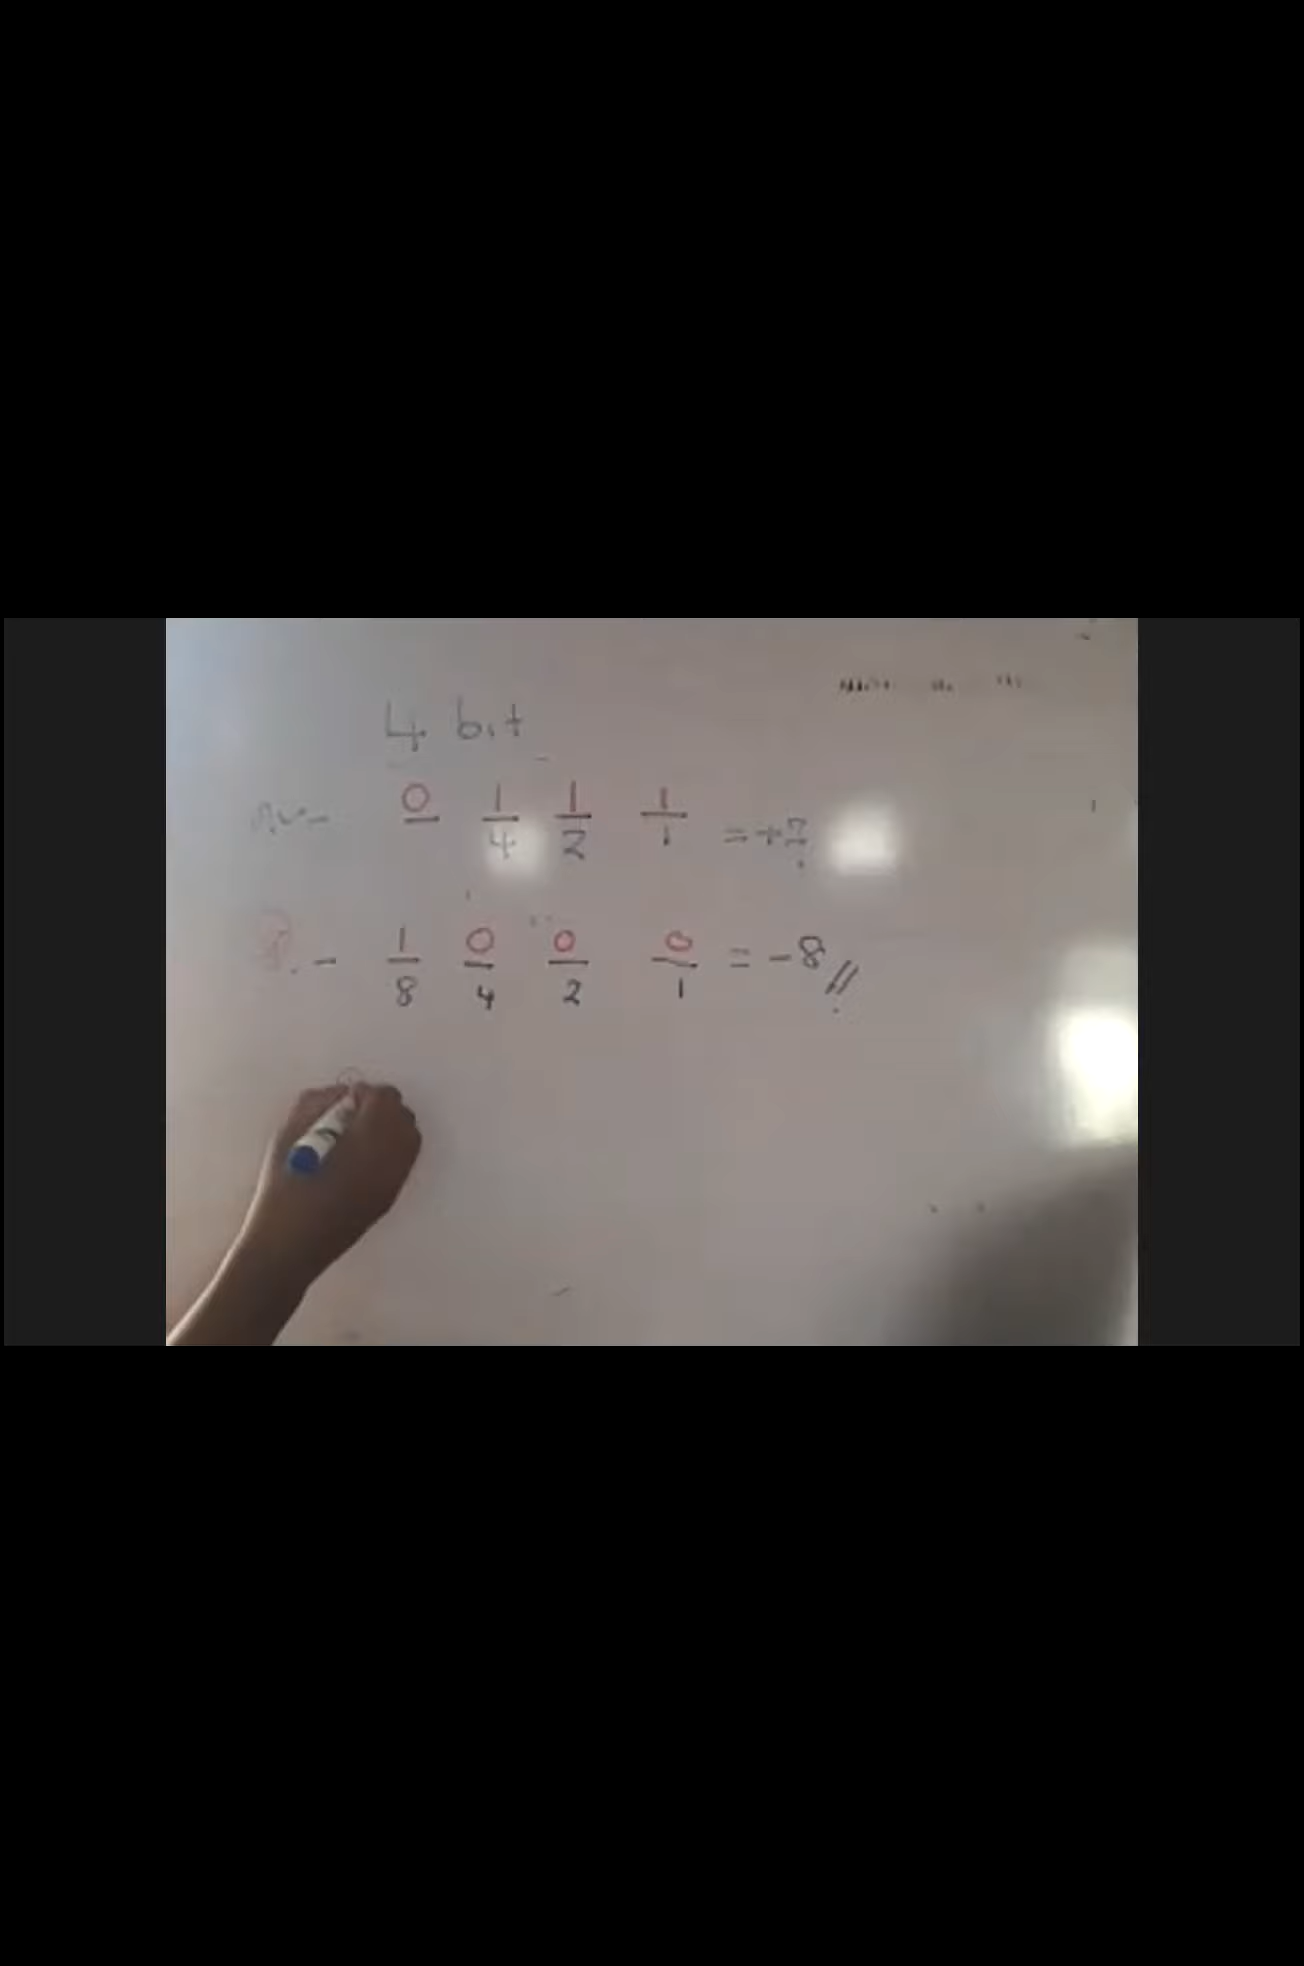 4 bit
0 1 1 1
4 2 1 = +7
- 1 0 0 0 = -8 //
8 4 2 1